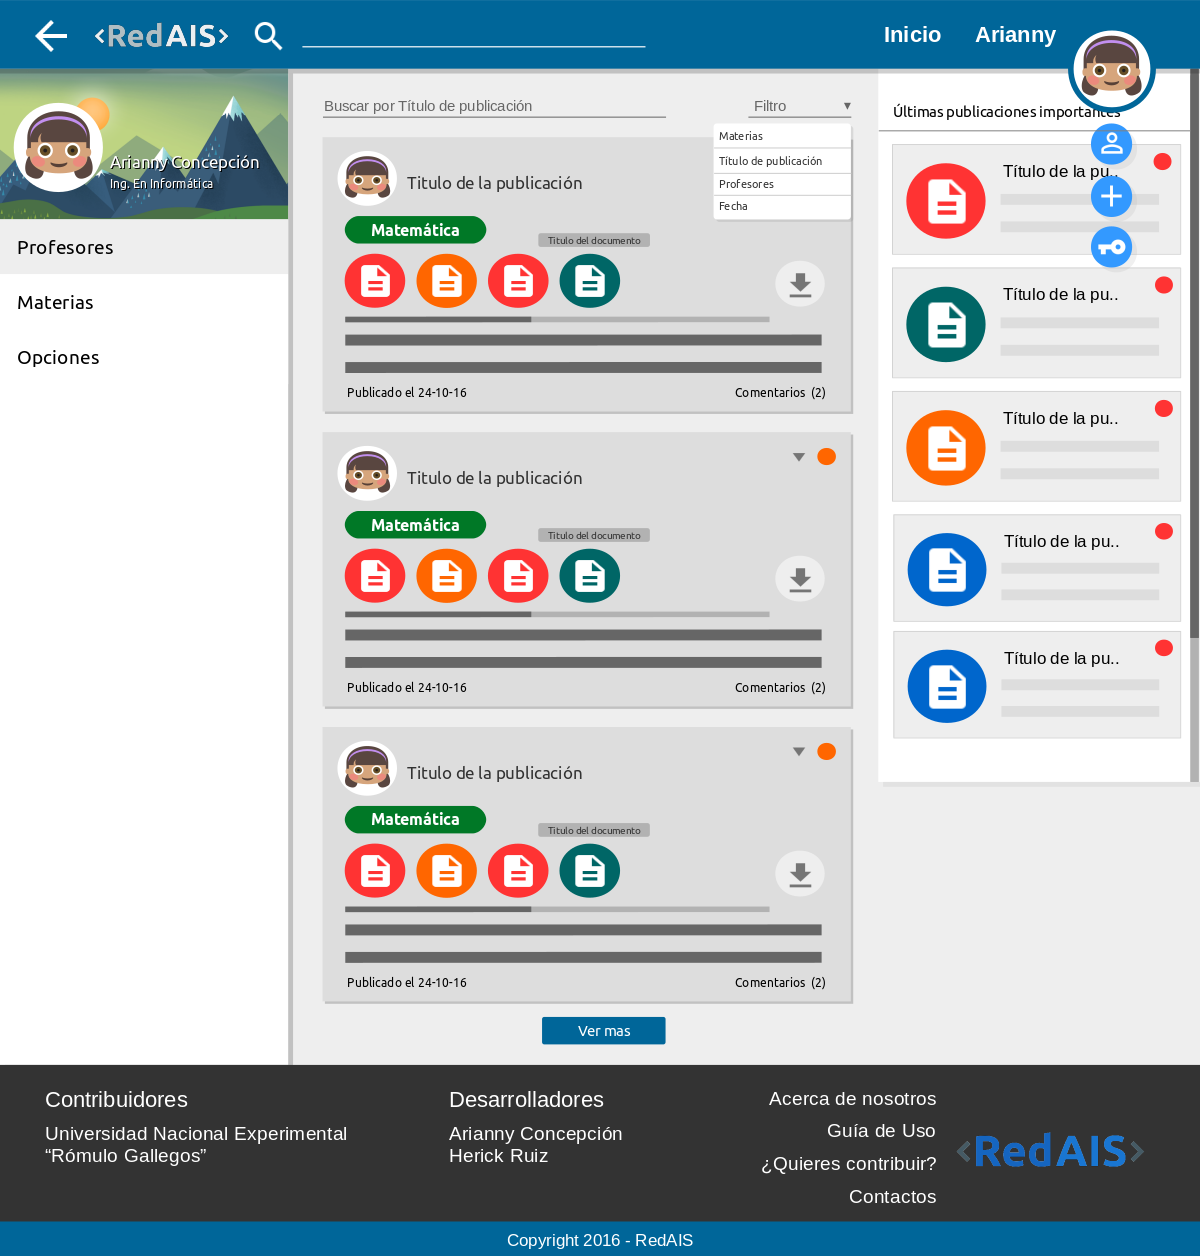 <RedAIS>
Inicio
Arianny
Arianny Concepción
Ing. En Informática
Profesores
Materias
Opciones
Buscar por Título de publicación
Filtro
Materias
Título de publicación
Profesores
Fecha
Titulo de la publicación
Matemática
Titulo del documento
Publicado el 24-10-16
Comentarios (2)
Titulo de la publicación
Matemática
Titulo del documento
Publicado el 24-10-16
Comentarios (2)
Titulo de la publicación
Matemática
Titulo del documento
Publicado el 24-10-16
Comentarios (2)
Ver mas
Últimas publicaciones importantes
Título de la pu..
Título de la pu..
Título de la pu..
Título de la pu..
Título de la pu..
Contribuidores
Universidad Nacional Experimental
“Rómulo Gallegos”
Desarrolladores
Arianny Concepción
Herick Ruiz
Acerca de nosotros
Guía de Uso
¿Quieres contribuir?
Contactos
<RedAIS>
Copyright 2016 - RedAIS